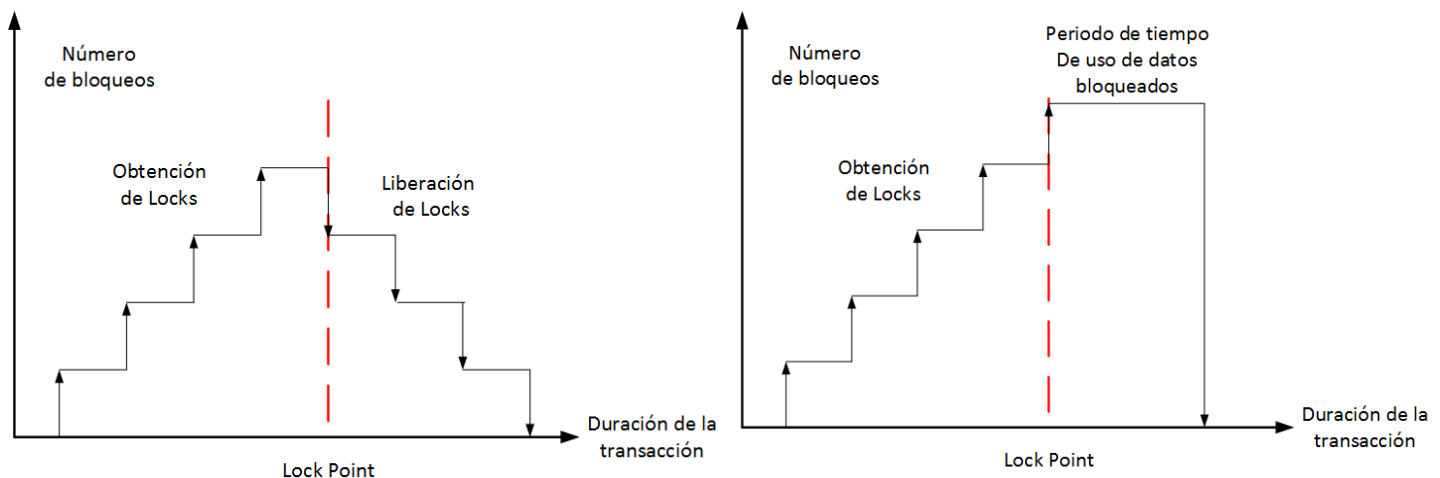 Número
de bloqueos
Obtención
de Locks
Liberación
de Locks
Duración de la
transacción
Lock Point
Número
de bloqueos
Periodo de tiempo
De uso de datos
bloqueados
Obtención
de Locks
Duración de la
transacción
Lock Point